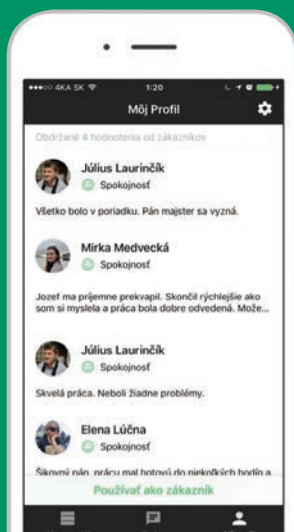 4KA SK 1:20
Môj Profil
Obdržané 4 hodnotenia od zákazníkov
Július Laurinčík
Spokojnosť
Všetko bolo v poriadku. Pán majster sa vyzná.
Mirka Medvecká
Spokojnosť
Jozef ma príjemne prekvapil. Skončil rýchlejšie ako
som si myslela a práca bola dobre odvedená. Može...
Július Laurinčík
Spokojnosť
Skvelá práca. Neboli žiadne problémy.
Elena Lúčna
Spokojnosť
Šikovný pán, prácu mal hotovú do niekoľkých hodín a
Používať ako zákazník